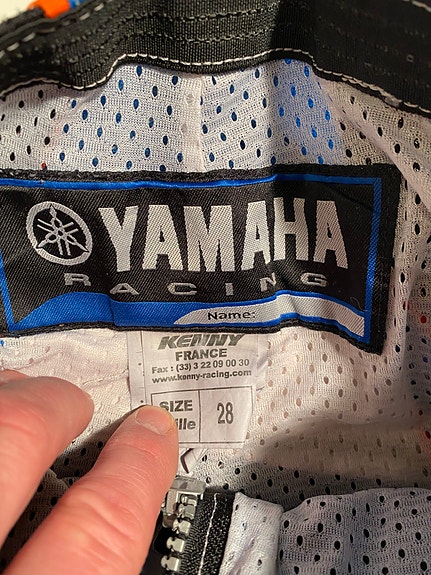 YAMAHA
RACING
Name:
KENNY
FRANCE
Fax : (33) 3 22 09 00 30
www.kenny-racing.com
SIZE 28